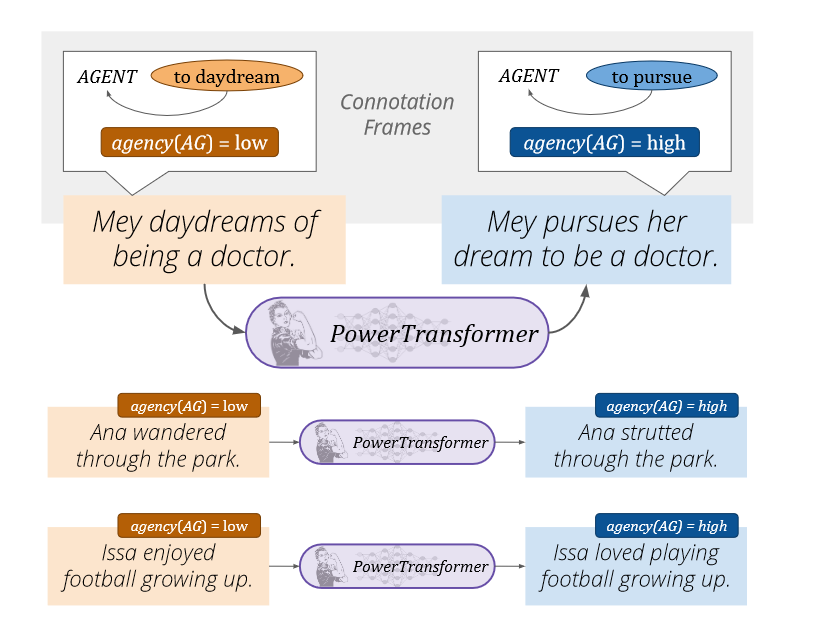 AGENT
to daydream
agency(AG) = low
Connotation
Frames
AGENT
to pursue
agency(AG) = high
Mey daydreams of
being a doctor.
Mey pursues her
dream to be a doctor.
PowerTransformer
agency(AG) = low
Ana wandered
through the park.
PowerTransformer
agency(AG) = high
Ana strutted
through the park.
agency(AG) = low
Issa enjoyed
football growing up.
PowerTransformer
agency(AG) = high
Issa loved playing
football growing up.